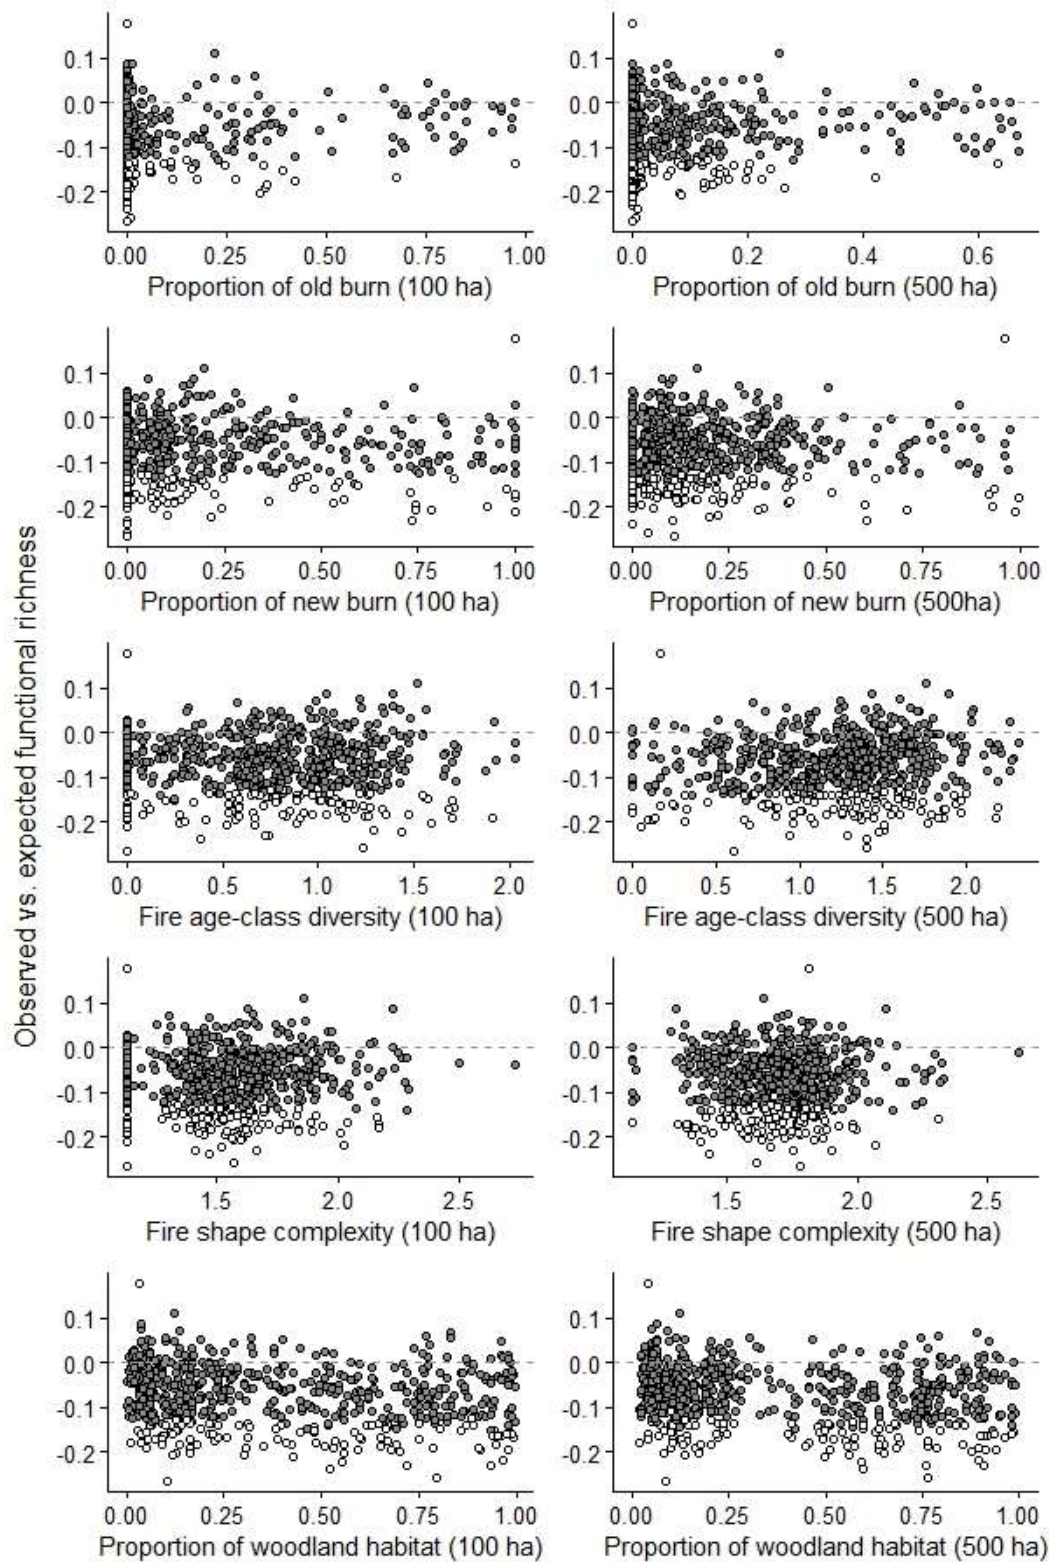 Observed vs. expected functional richness
0.1
0.0
-0.1
-0.2
0.00 0.25 0.50 0.75 1.00
Proportion of old burn (100 ha)
0.1
0.0
-0.1
-0.2
0.0 0.2 0.4 0.6
Proportion of old burn (500 ha)
0.1
0.0
-0.1
-0.2
0.00 0.25 0.50 0.75 1.00
Proportion of new burn (100 ha)
0.1
0.0
-0.1
-0.2
0.00 0.25 0.50 0.75 1.00
Proportion of new burn (500ha)
0.1
0.0
-0.1
-0.2
0.0 0.5 1.0 1.5 2.0
Fire age-class diversity (100 ha)
0.1
0.0
-0.1
-0.2
0.0 0.5 1.0 1.5 2.0
Fire age-class diversity (500 ha)
0.1
0.0
-0.1
-0.2
1.5 2.0 2.5
Fire shape complexity (100 ha)
0.1
0.0
-0.1
-0.2
1.5 2.0 2.5
Fire shape complexity (500 ha)
0.1
0.0
-0.1
-0.2
0.00 0.25 0.50 0.75 1.00
Proportion of woodland habitat (100 ha)
0.1
0.0
-0.1
-0.2
0.00 0.25 0.50 0.75 1.00
Proportion of woodland habitat (500 ha)